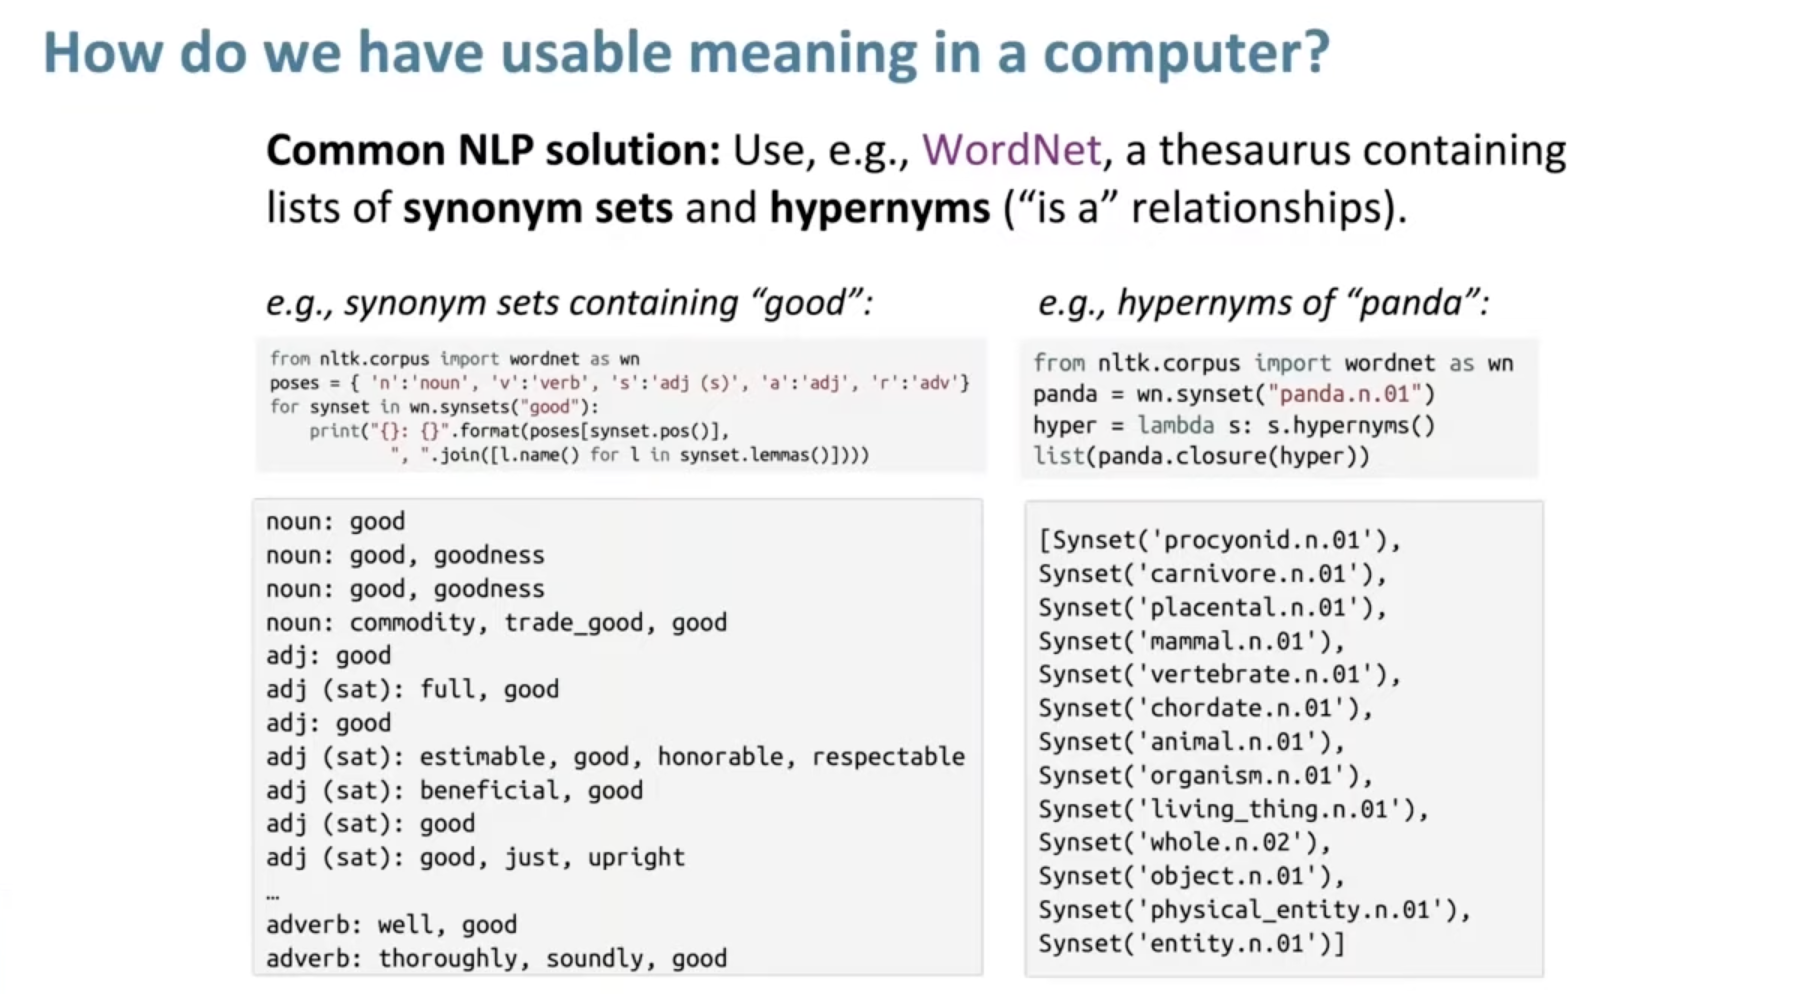 How do we have usable meaning in a computer?
Common NLP solution: Use, e.g., WordNet, a thesaurus containing
lists of synonym sets and hypernyms (“is a” relationships).
e.g., synonym sets containing “good”:
from nltk.corpus import wordnet as wn
poses = { 'n':'noun', 'v':'verb', 's':'adj (s)', 'a':'adj', 'r':'adv'}
for synset in wn.synsets("good"):
    print("{}: {}".format(poses[synset.pos()],
            ", ".join([l.name() for l in synset.lemmas()])))
noun: good
noun: good, goodness
noun: good, goodness
noun: commodity, trade_good, good
adj: good
adj (sat): full, good
adj: good
adj (sat): estimable, good, honorable, respectable
adj (sat): beneficial, good
adj (sat): good
adj (sat): good, just, upright
…
adverb: well, good
adverb: thoroughly, soundly, good
e.g., hypernyms of “panda”:
from nltk.corpus import wordnet as wn
panda = wn.synset("panda.n.01")
hyper = lambda s: s.hypernyms()
list(panda.closure(hyper))
[Synset('procyonid.n.01'),
Synset('carnivore.n.01'),
Synset('placental.n.01'),
Synset('mammal.n.01'),
Synset('vertebrate.n.01'),
Synset('chordate.n.01'),
Synset('animal.n.01'),
Synset('organism.n.01'),
Synset('living_thing.n.01'),
Synset('whole.n.02'),
Synset('object.n.01'),
Synset('physical_entity.n.01'),
Synset('entity.n.01')]